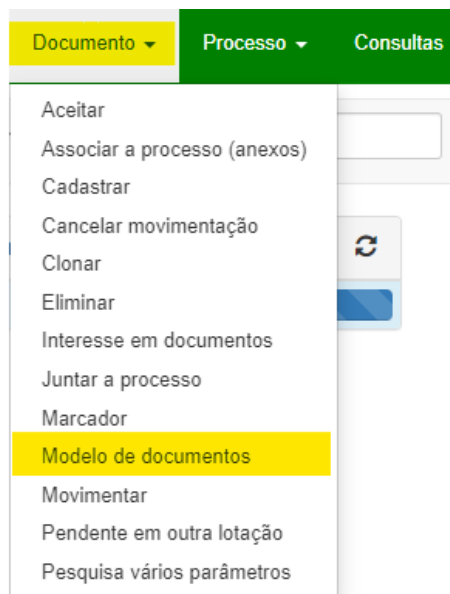 Documento Processo Consultas
Aceitar
Associar a processo (anexos)
Cadastrar
Cancelar movimentação
Clonar
Eliminar
Interesse em documentos
Juntar a processo
Marcador
Modelo de documentos
Movimentar
Pendente em outra lotação
Pesquisa vários parâmetros